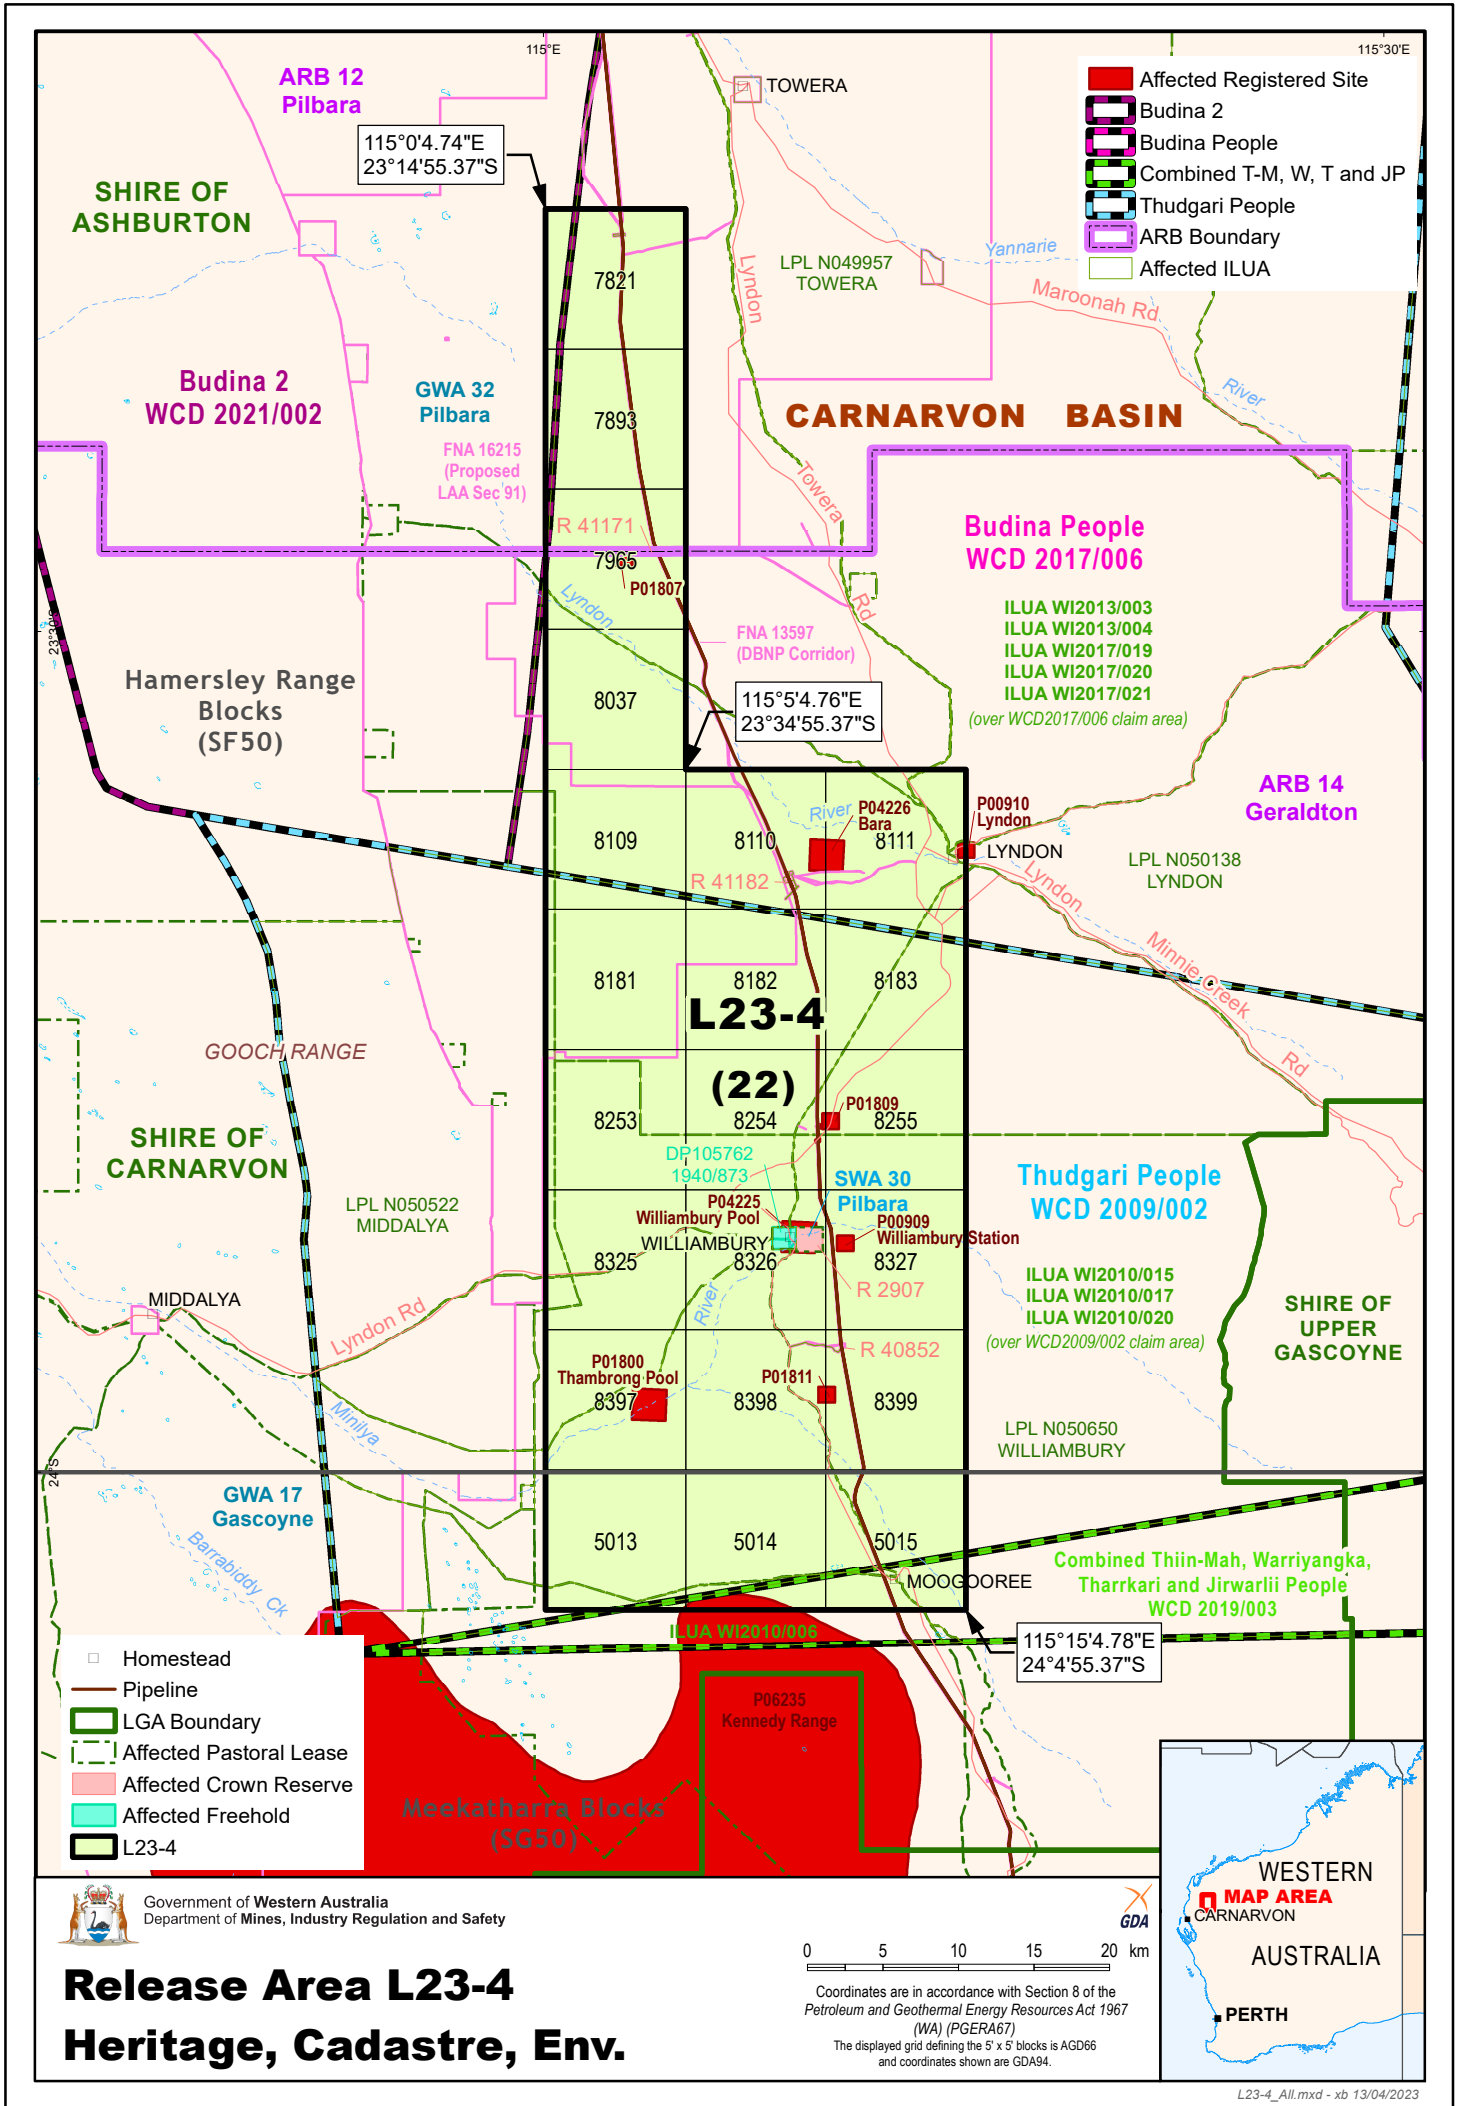 115°E
115°30'E
ARB 12
Pilbara
TOWERA
Affected Registered Site
Budina 2
Budina People
Combined T-M, W, T and JP
Thudgari People
ARB Boundary
Affected ILUA
115°0'4.74"E
23°14'55.37"S
SHIRE OF
ASHBURTON
Yannarie
LPL N049957
TOWERA
Lyndon
Maroonah Rd
7821
Budina 2
WCD 2021/002
GWA 32
Pilbara
River
7893
CARNARVON BASIN
FNA 16215
(Proposed
LAA Sec 91)
Towera
R 41171
Budina People
WCD 2017/006
7965
P01807
Lyndon
Rd
ILUA WI2013/003
ILUA WI2013/004
ILUA WI2017/019
ILUA WI2017/020
ILUA WI2017/021
(over WCD2017/006 claim area)
23°30'S
FNA 13597
(DBNP Corridor)
Hamersley Range
Blocks
(SF50)
8037
115°5'4.76"E
23°34'55.37"S
ARB 14
Geraldton
River
P04226
Bara
P00910
Lyndon
8109
8110
8111
LYNDON
LPL N050138
LYNDON
R 41182
Lyndon
Minnie Creek
Rd
8181
8182
8183
L23-4
GOOCH RANGE
(22)
8253
8254
8255
P01809
SHIRE OF
CARNARVON
DP105762
1940/873
SWA 30
Pilbara
Thudgari People
WCD 2009/002
LPL N050522
MIDDALYA
P04225
Williambury Pool
P00909
Williambury Station
WILLIAMBURY
8325
8326
8327
R 2907
ILUA WI2010/015
ILUA WI2010/017
ILUA WI2010/020
(over WCD2009/002 claim area)
MIDDALYA
Lyndon Rd
River
SHIRE OF
UPPER
GASCOYNE
R 40852
P01800
Thambrong Pool
P01811
8397
8398
8399
Minilya
LPL N050650
WILLIAMBURY
24°S
GWA 17
Gascoyne
Barrabiddy Ck
5013
5014
5015
MOOGOOREE
Combined Thiin-Mah, Warriyangka,
Tharrkari and Jirwarlii People
WCD 2019/003
ILUA WI2010/006
115°15'4.78"E
24°4'55.37"S
Homestead
Pipeline
LGA Boundary
Affected Pastoral Lease
Affected Crown Reserve
Affected Freehold
L23-4
P06235
Kennedy Range
Meekatharra Blocks
(SG50)
WESTERN
MAP AREA
CARNARVON
AUSTRALIA
PERTH
Government of Western Australia
Department of Mines, Industry Regulation and Safety
GDA
0 5 10 15 20 km
Release Area L23-4
Heritage, Cadastre, Env.
Coordinates are in accordance with Section 8 of the
Petroleum and Geothermal Energy Resources Act 1967
(WA) (PGERA67)
The displayed grid defining the 5' x 5' blocks is AGD66
and coordinates shown are GDA94.
L23-4_All.mxd - xb 13/04/2023